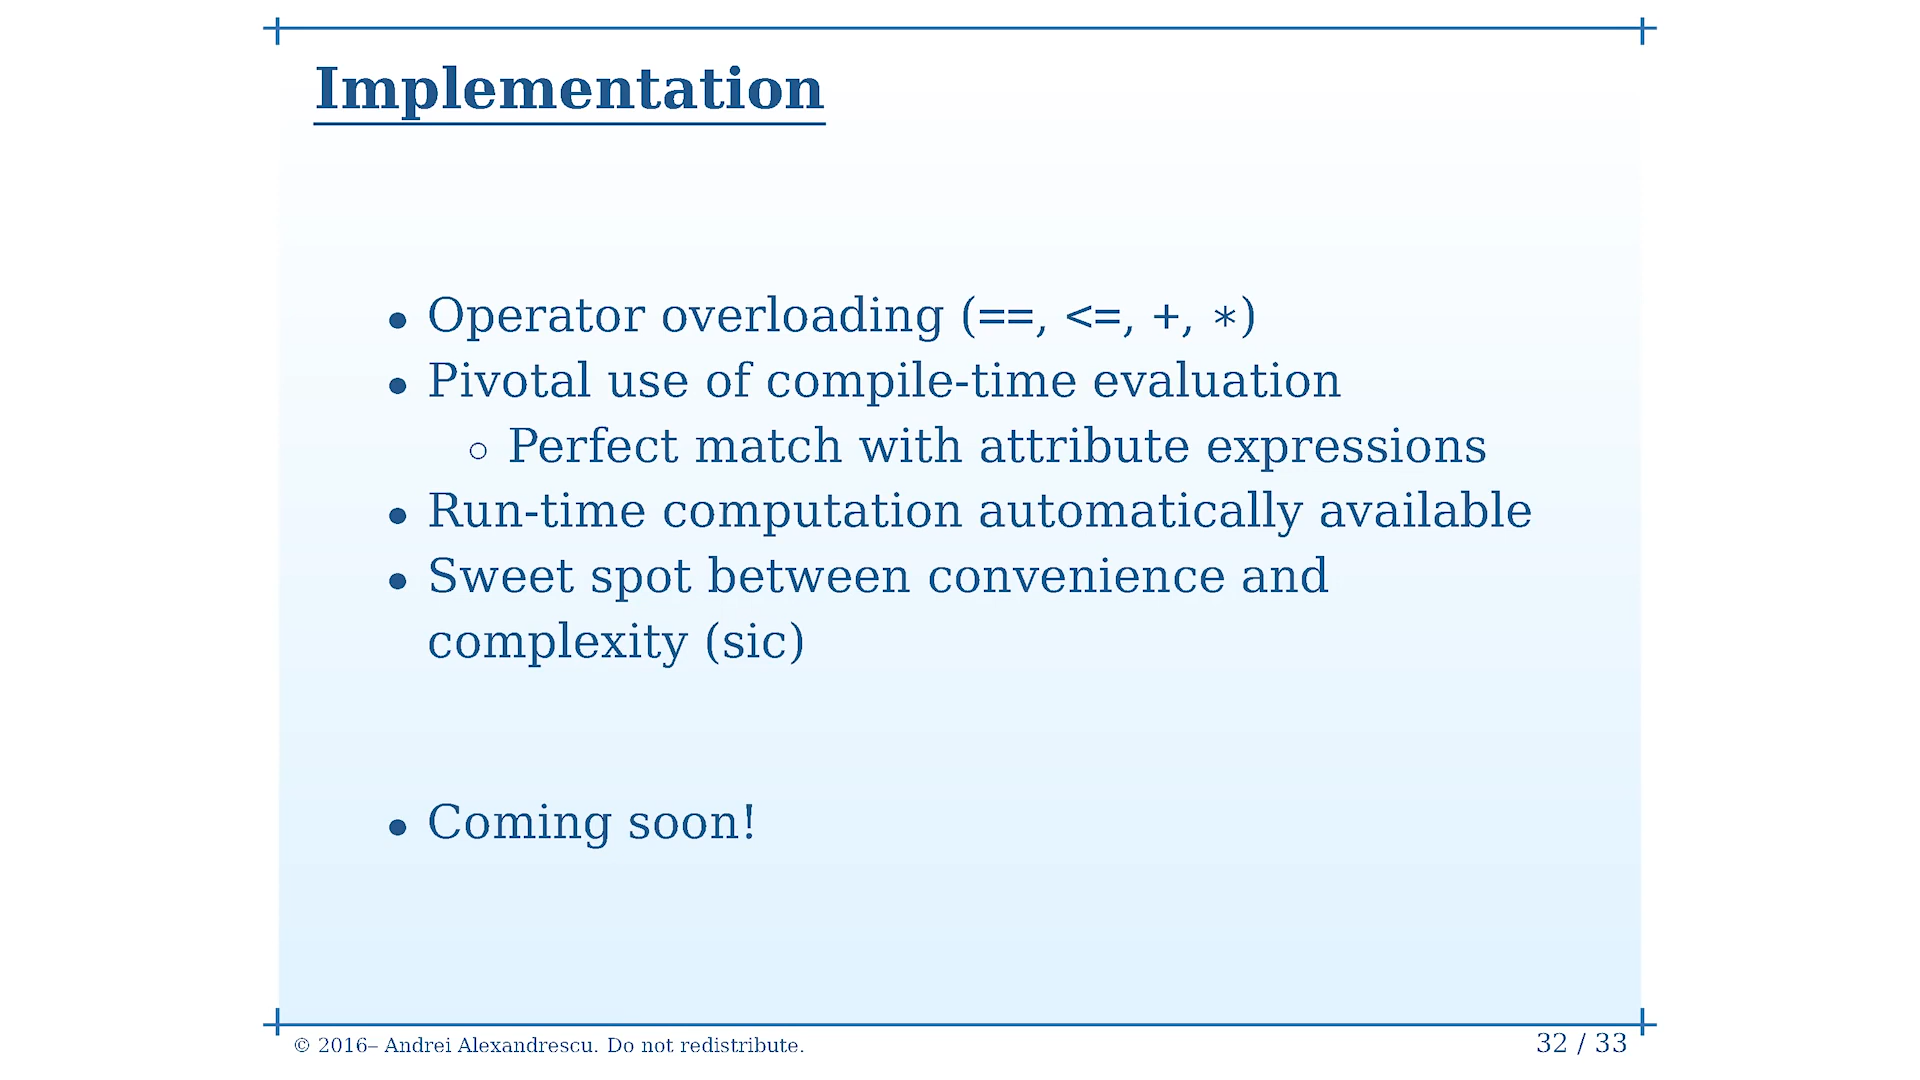 Implementation
• Operator overloading (==, <=, +, ∗)
• Pivotal use of compile-time evaluation
◦ Perfect match with attribute expressions
• Run-time computation automatically available
• Sweet spot between convenience and
complexity (sic)
• Coming soon!
© 2016– Andrei Alexandrescu. Do not redistribute.
32 / 33